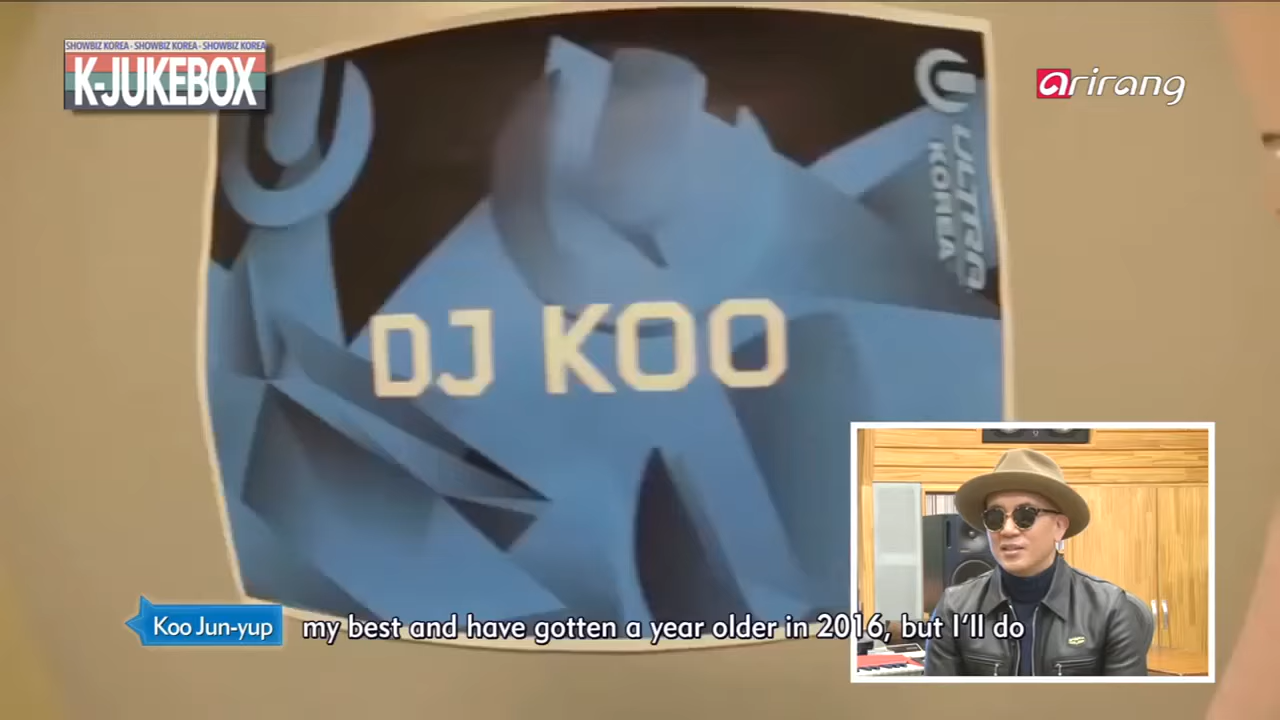 SHOWBIZ KOREA - SHOWBIZ KOREA - SHOWBIZ KOREA
K-JUKEBOX
arirang
ULTRA
KOREA
DJ KOO
Koo Jun-yup
my best and have gotten a year older in 2016, but I'll do